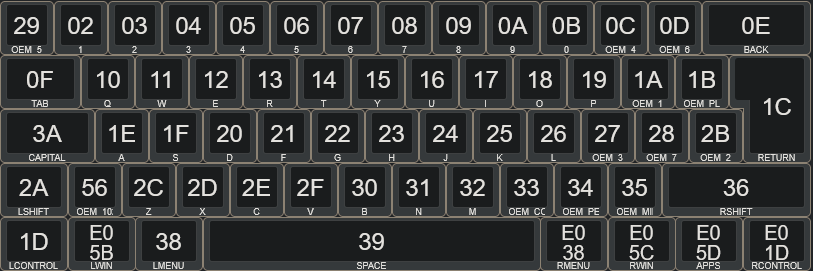 29 02 03 04 05 06 07 08 09 0A 0B 0C 0D 0E
OEM_5 1 2 3 4 5 6 7 8 9 0 OEM_4 OEM_6 BACK
0F 10 11 12 13 14 15 16 17 18 19 1A 1B 1C
TAB Q W E R T Y U I O P OEM_1 OEM_PL RETURN
3A 1E 1F 20 21 22 23 24 25 26 27 28 2B
CAPITAL A S D F G H J K L OEM_3 OEM_7 OEM_2
2A 56 2C 2D 2E 2F 30 31 32 33 34 35 36
LSHIFT OEM_10 Z X C V B N M OEM_CO OEM_PE OEM_MI RSHIFT
1D E0 5B 38 39 E0 38 E0 5C E0 5D E0 1D
LCONTROL LWIN LMENU SPACE RMENU RWIN APPS RCONTROL